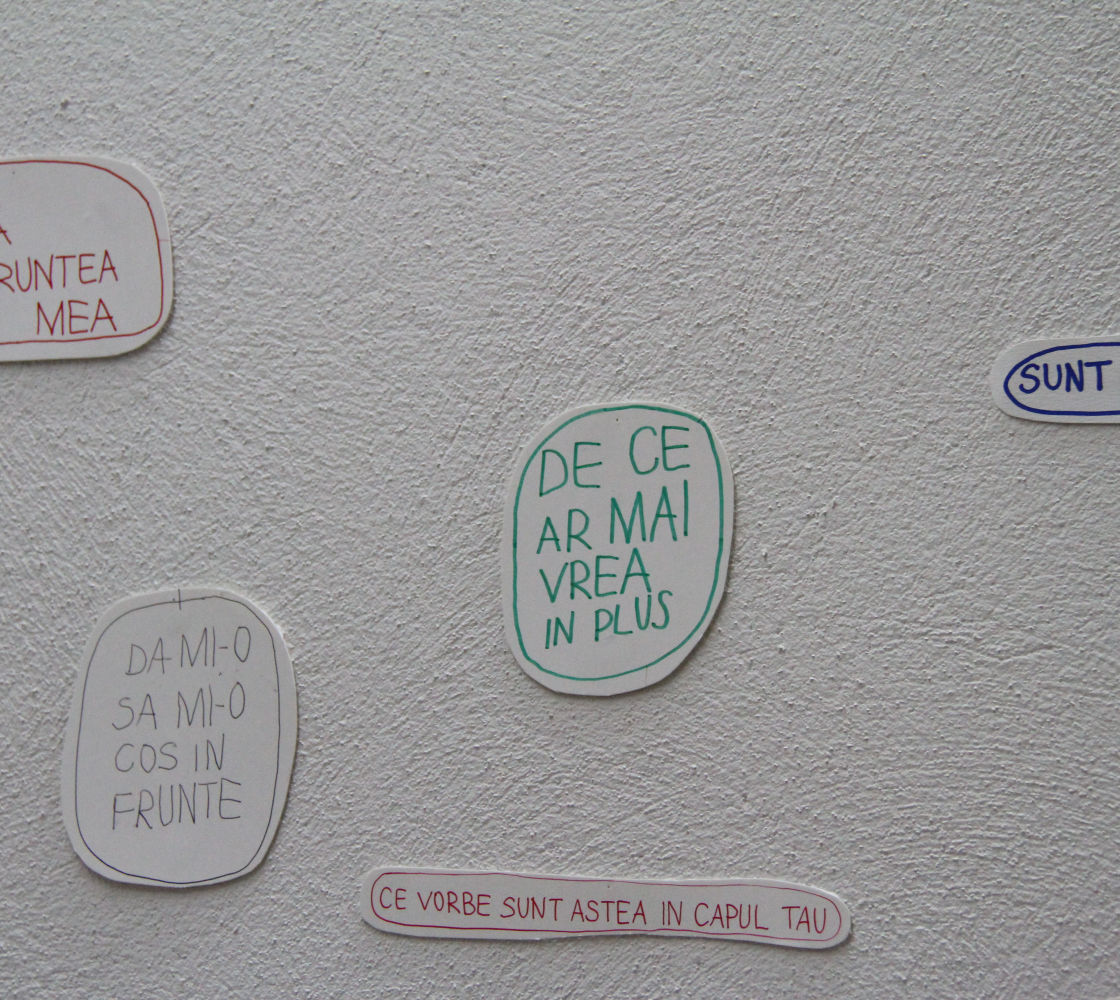 RUNTEA
MEA
SUNT
DE CE
AR MAI
VREA
IN PLUS
DA MI-O
SA MI-O
COS IN
FRUNTE
CE VORBE SUNT ASTEA IN CAPUL TAU